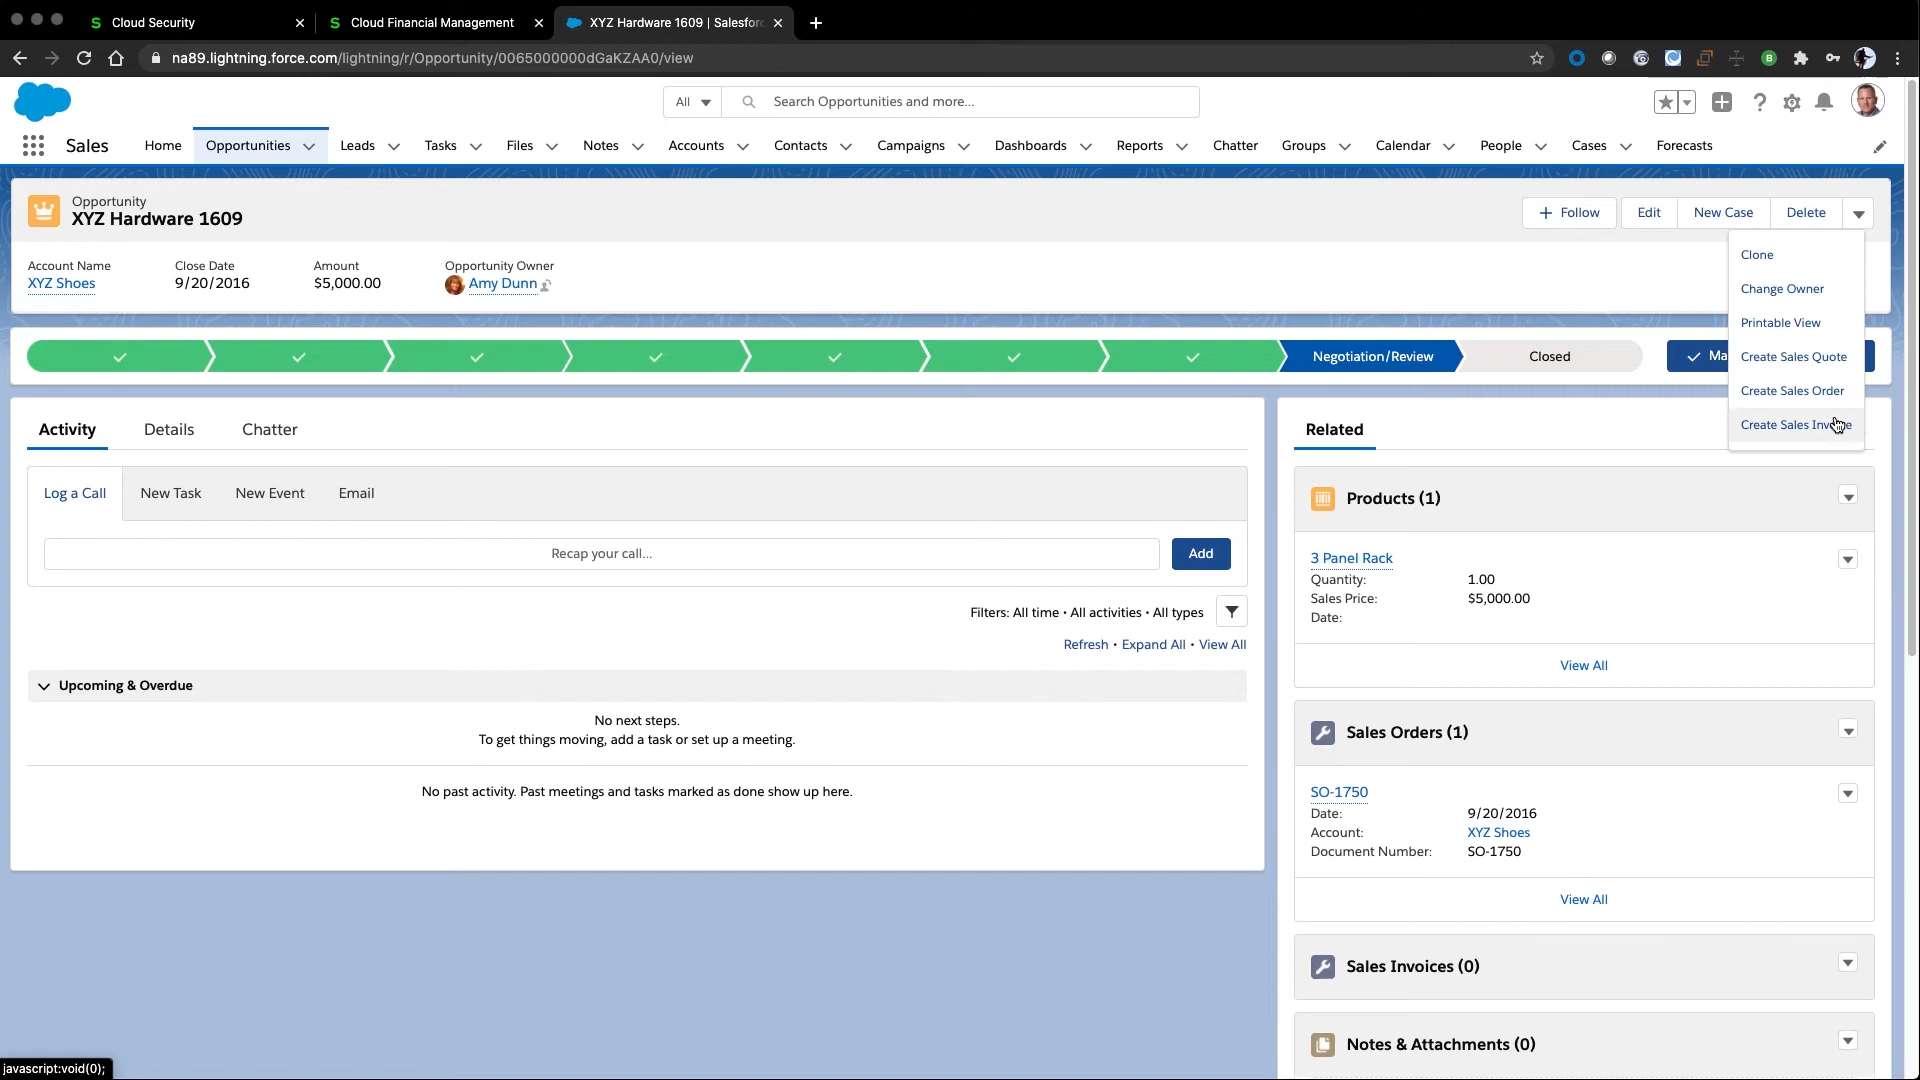 Cloud Security
Cloud Financial Management
XYZ Hardware 1609 | Salesfor
na89.lightning.force.com/lightning/r/Opportunity/0065000000dGaKZAA0/view
All
Search Opportunities and more...
Sales
Home
Opportunities
Leads
Tasks
Files
Notes
Accounts
Contacts
Campaigns
Dashboards
Reports
Chatter
Groups
Calendar
People
Cases
Forecasts
Opportunity
XYZ Hardware 1609
Follow
Edit
New Case
Delete
Account Name
XYZ Shoes
Close Date
9/20/2016
Amount
$5,000.00
Opportunity Owner
Amy Dunn
Clone
Change Owner
Printable View
Create Sales Quote
Create Sales Order
Create Sales Inv
Negotiation/Review
Closed
Ma
Activity
Details
Chatter
Log a Call
New Task
New Event
Email
Recap your call...
Add
Filters: All time • All activities • All types
Refresh • Expand All • View All
Upcoming & Overdue
No next steps.
To get things moving, add a task or set up a meeting.
No past activity. Past meetings and tasks marked as done show up here.
Related
Products (1)
3 Panel Rack
Quantity: 1.00
Sales Price: $5,000.00
Date:
View All
Sales Orders (1)
SO-1750
Date: 9/20/2016
Account: XYZ Shoes
Document Number: SO-1750
View All
Sales Invoices (0)
Notes & Attachments (0)
javascript:void(0);